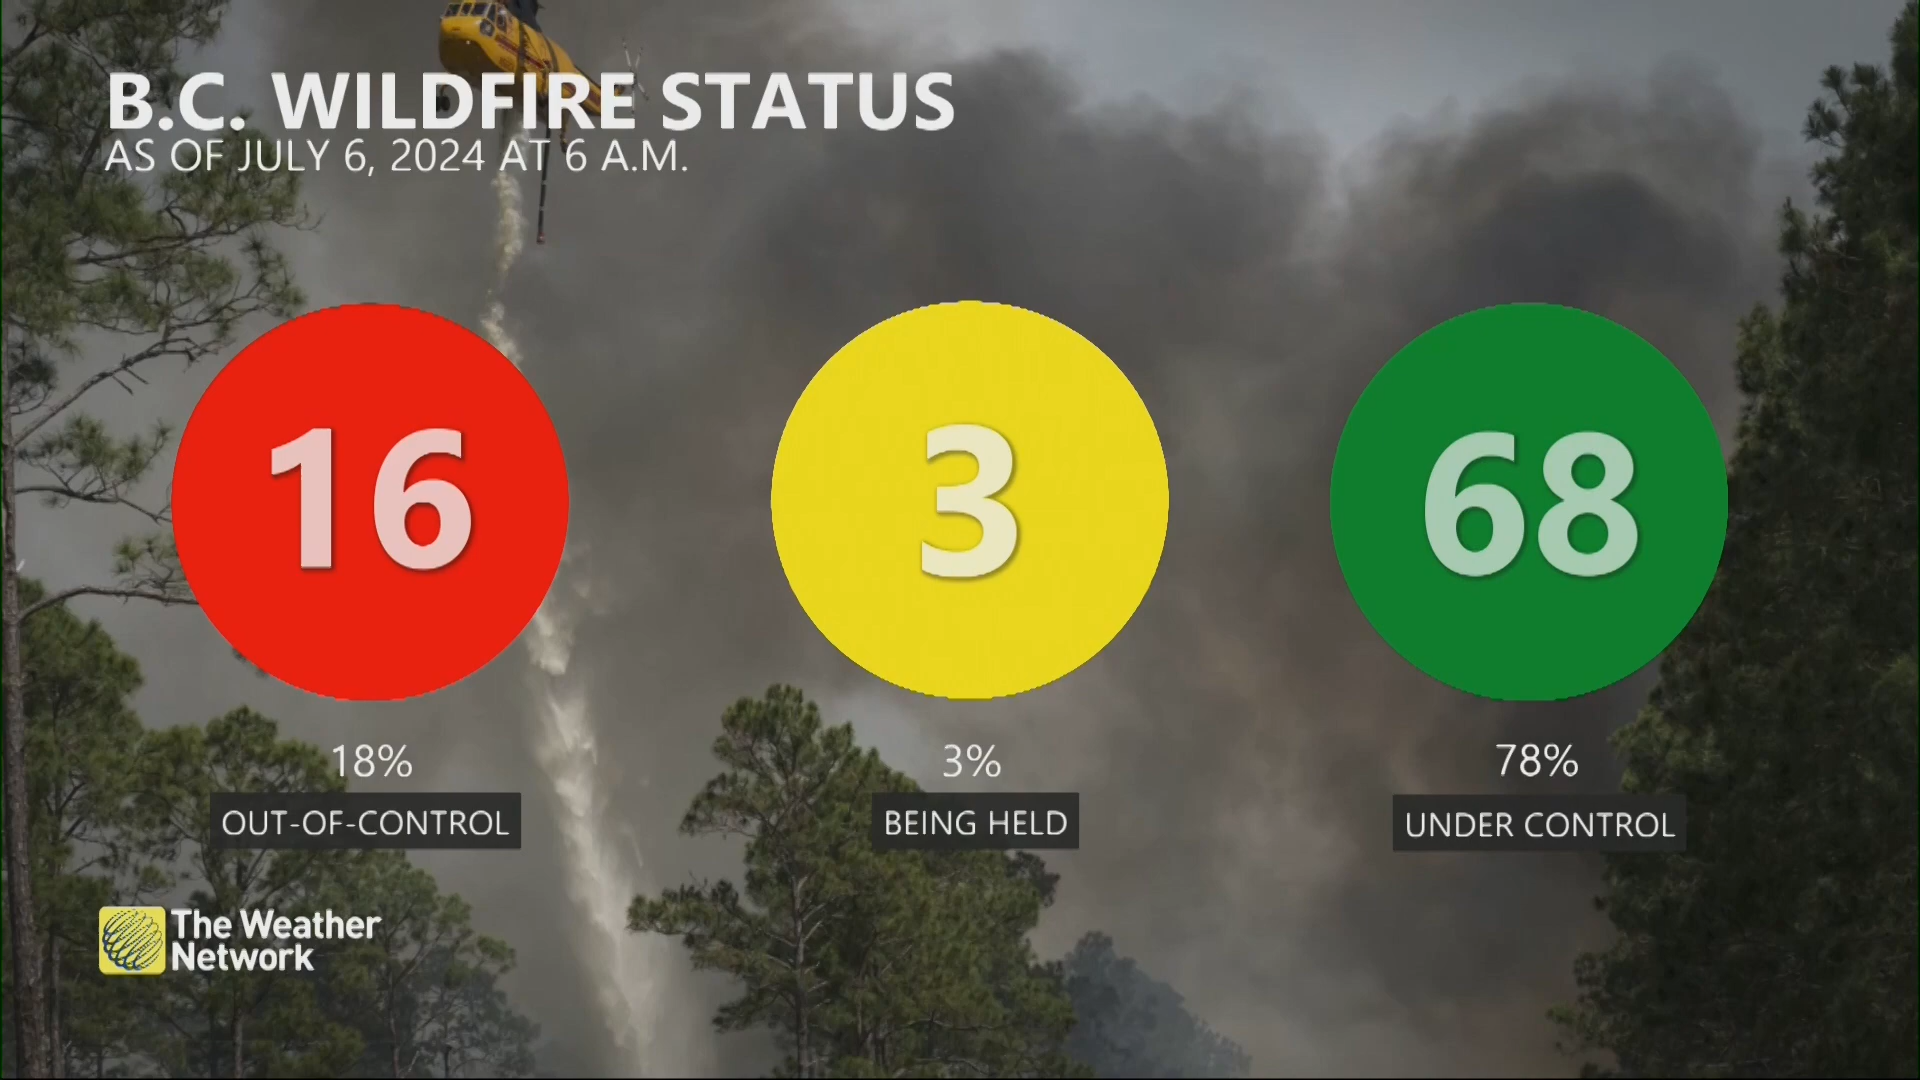 B.C. WILDFIRE STATUS
AS OF JULY 6, 2024 AT 6 A.M.
16
3
68
18%
3%
78%
OUT-OF-CONTROL
BEING HELD
UNDER CONTROL
The Weather
Network